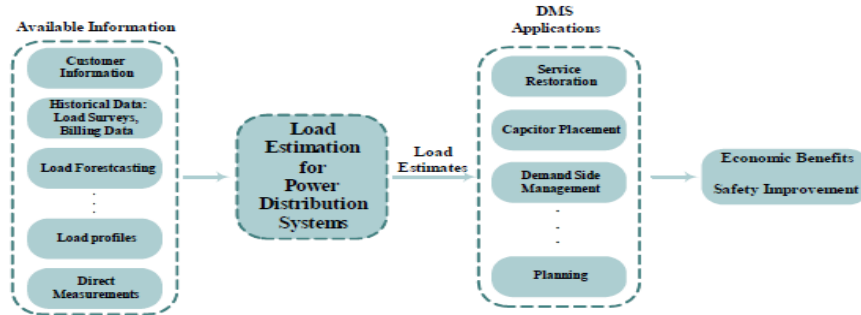 Available Information
Customer
Information
Historical Data:
Load Surveys,
Billing Data
Load Forestcasting
Load profiles
Direct
Measurements
Load
Estimation
for
Power
Distribution
Systems
Load
Estimates
DMS
Applications
Service
Restoration
Capcitor Placement
Demand Side
Management
Planning
Economic Benefits
Safety Improvement